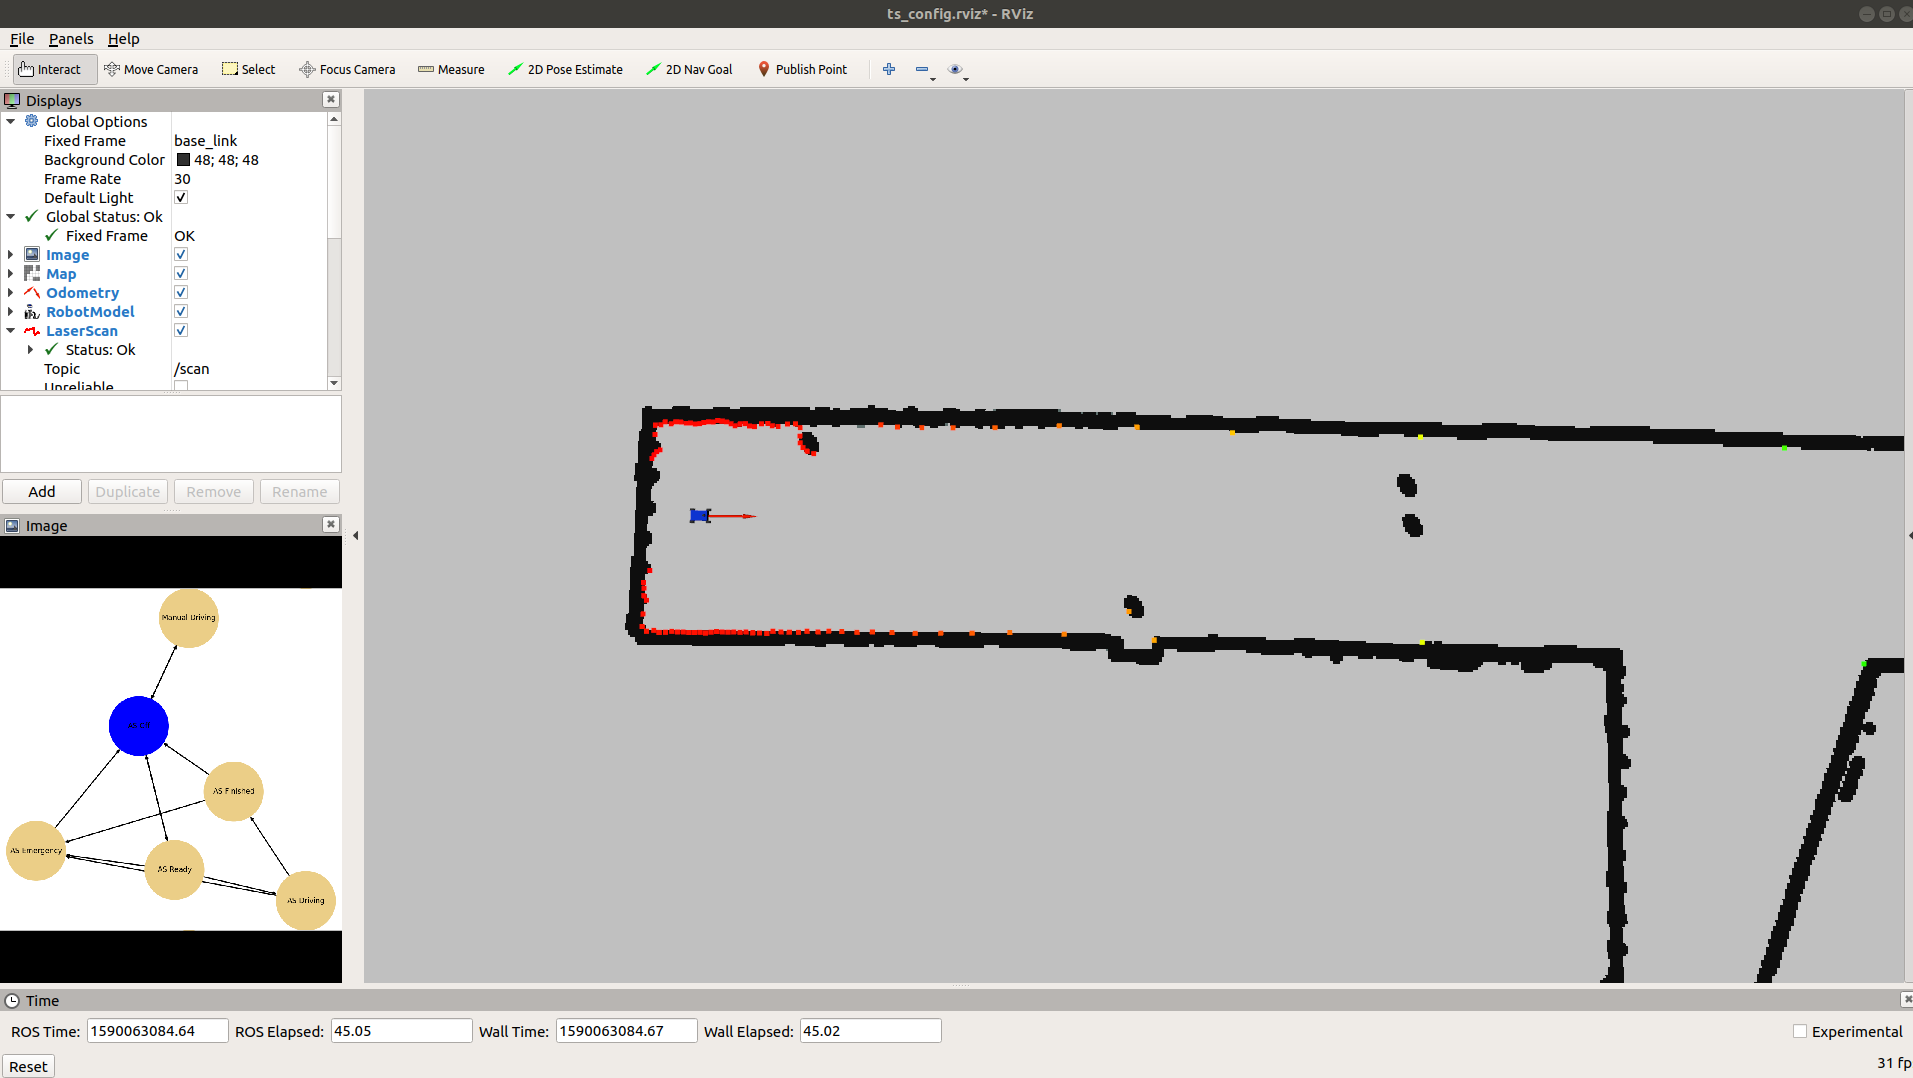 ts_config.rviz* - RViz
File Panels Help
Interact Move Camera Select Focus Camera Measure 2D Pose Estimate 2D Nav Goal Publish Point
Displays
Global Options
Fixed Frame base_link
Background Color 48; 48; 48
Frame Rate 30
Default Light
Global Status: Ok
Fixed Frame OK
Image
Map
Odometry
RobotModel
LaserScan
Status: Ok
Topic /scan
Unreliable
Add Duplicate Remove Rename
Image
Manual Driving
AS Off
AS Finished
AS Emergency
AS Ready
AS Driving
Time
ROS Time: 1590063084.64 ROS Elapsed: 45.05 Wall Time: 1590063084.67 Wall Elapsed: 45.02 Experimental
Reset 31 fp